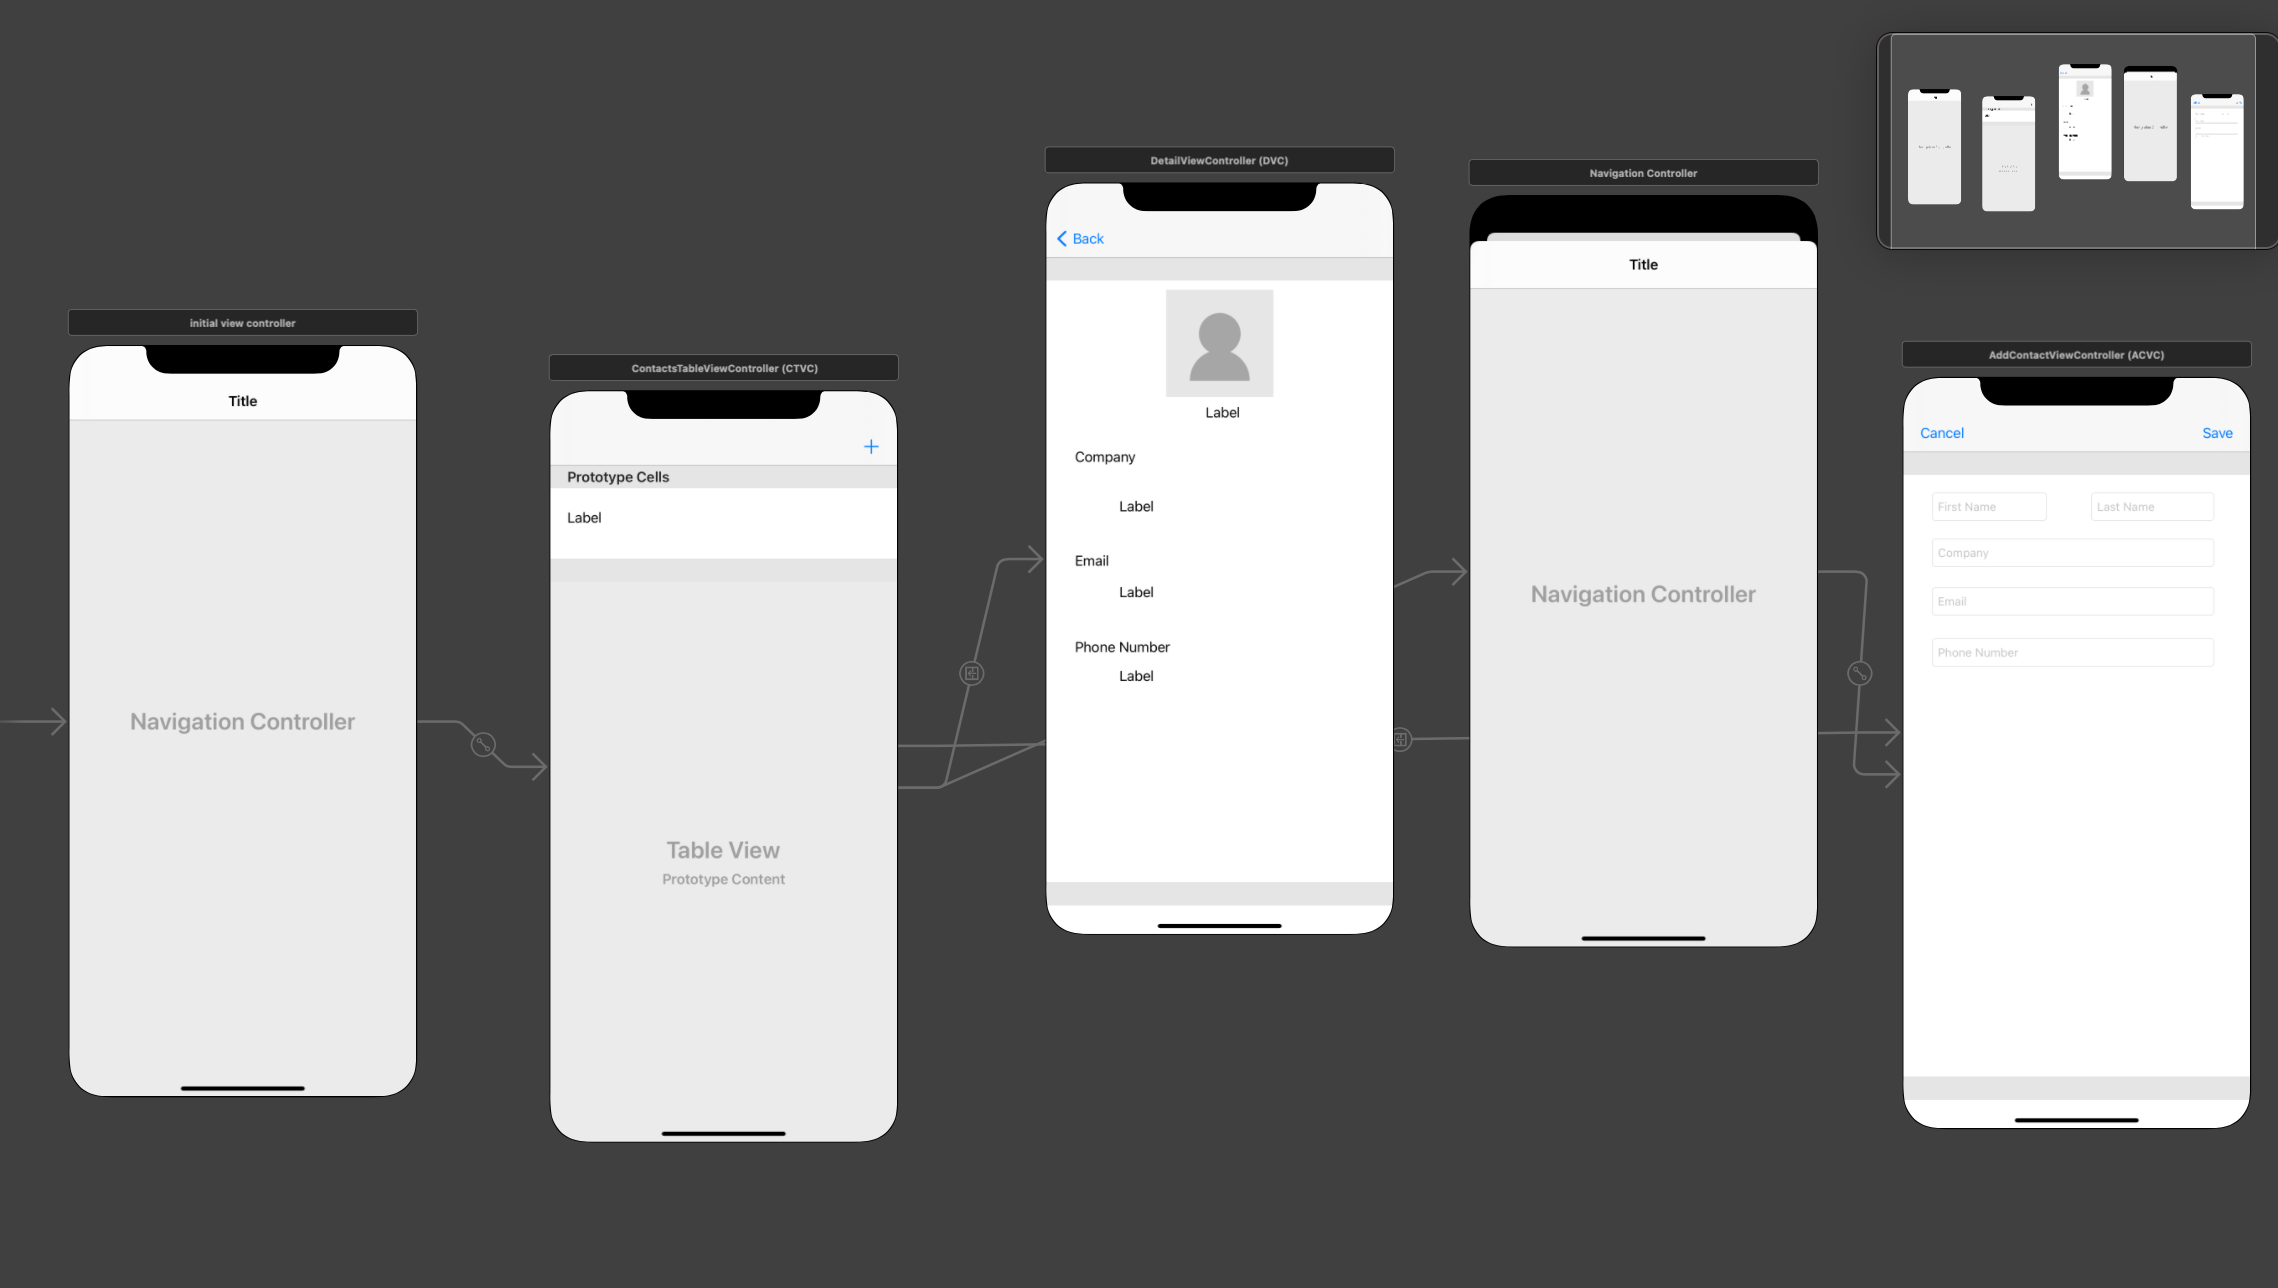 initial view controller
Title
Navigation Controller
ContactsTableViewController (CTVC)
+
Prototype Cells
Label
Table View
Prototype Content
DetailViewController (DVC)
Back
Label
Company
Label
Email
Label
Phone Number
Label
Navigation Controller
Title
Navigation Controller
AddContactViewController (ACVC)
Cancel
Save
First Name
Last Name
Company
Email
Phone Number